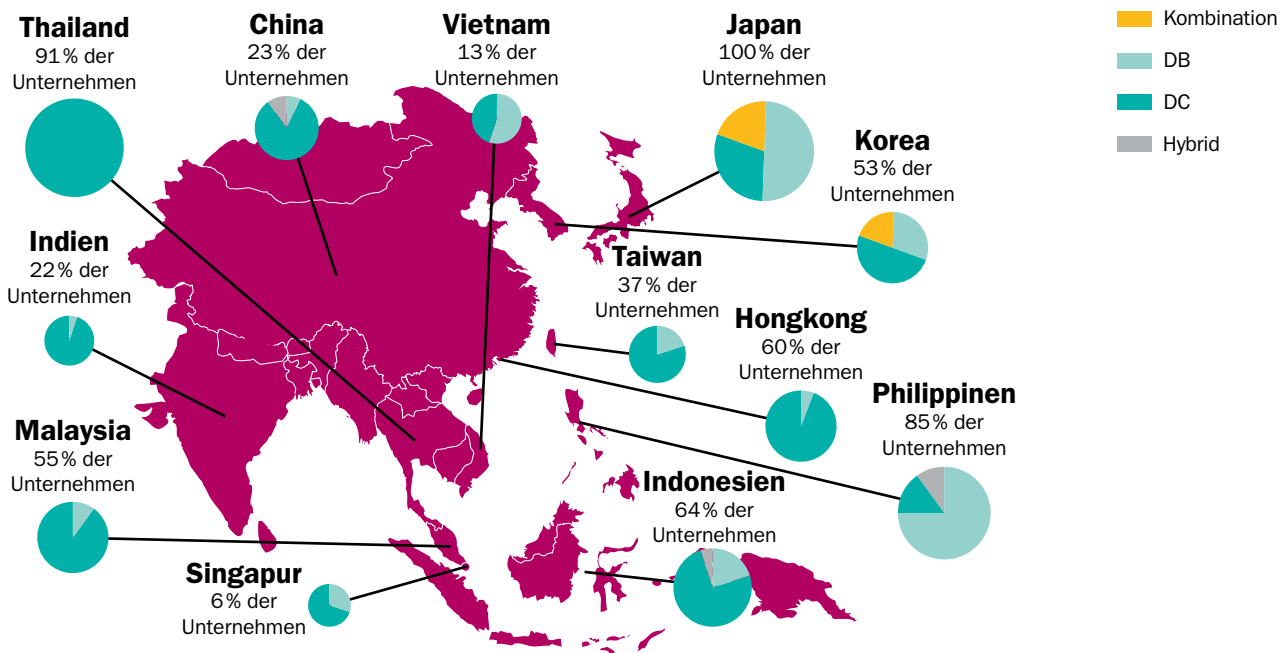 Thailand
91% der
Unternehmen
China
23% der
Unternehmen
Vietnam
13% der
Unternehmen
Japan
100% der
Unternehmen
Kombination
DB
DC
Hybrid
Korea
53% der
Unternehmen
Indien
22% der
Unternehmen
Taiwan
37% der
Unternehmen
Hongkong
60% der
Unternehmen
Philippinen
85% der
Unternehmen
Malaysia
55% der
Unternehmen
Indonesien
64% der
Unternehmen
Singapur
6% der
Unternehmen